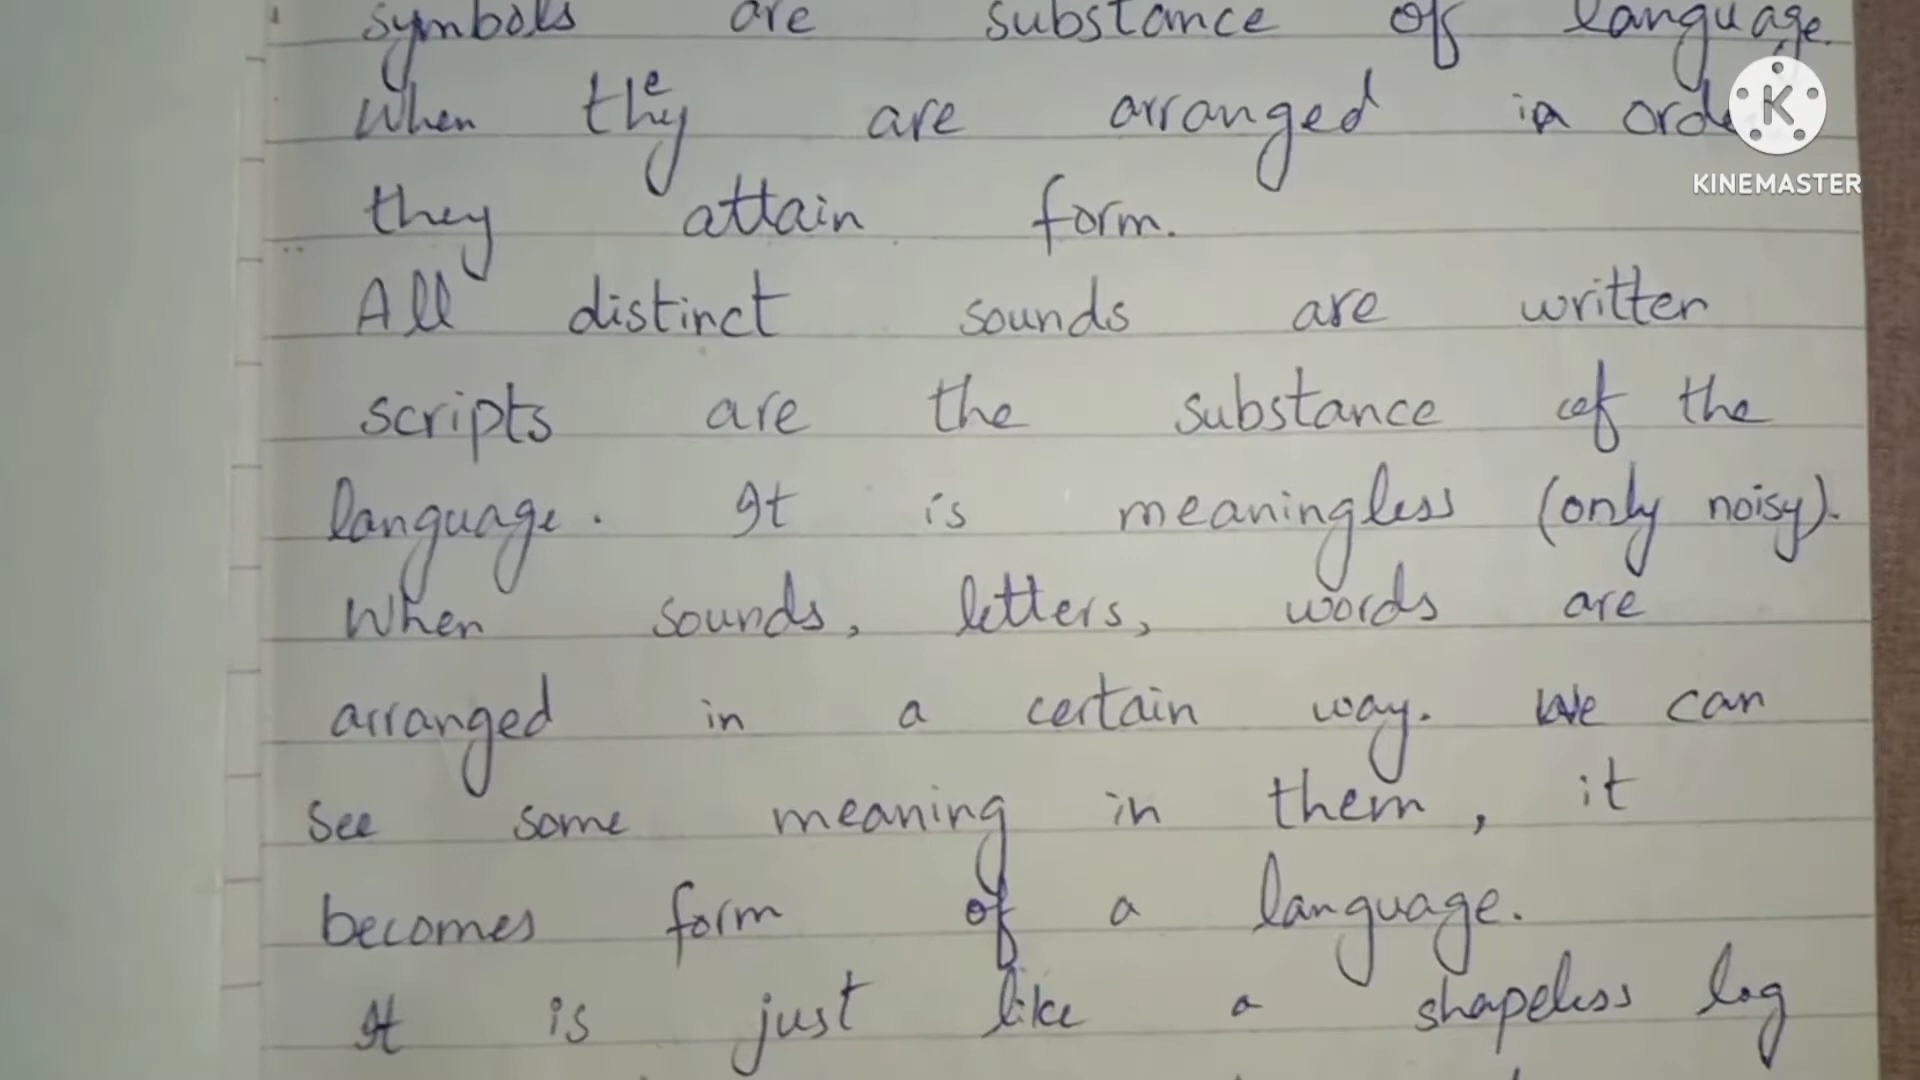 symbols are substance of language.
When they are arranged in orde
they attain form.
All distinct sounds are written
scripts are the substance of the
language. It is meaningless (only noisy).
When sounds, letters, words are
arranged in a certain way. We can
see some meaning in them, it
becomes form of a language.
It is just like a shapeless log
K
KINEMASTER